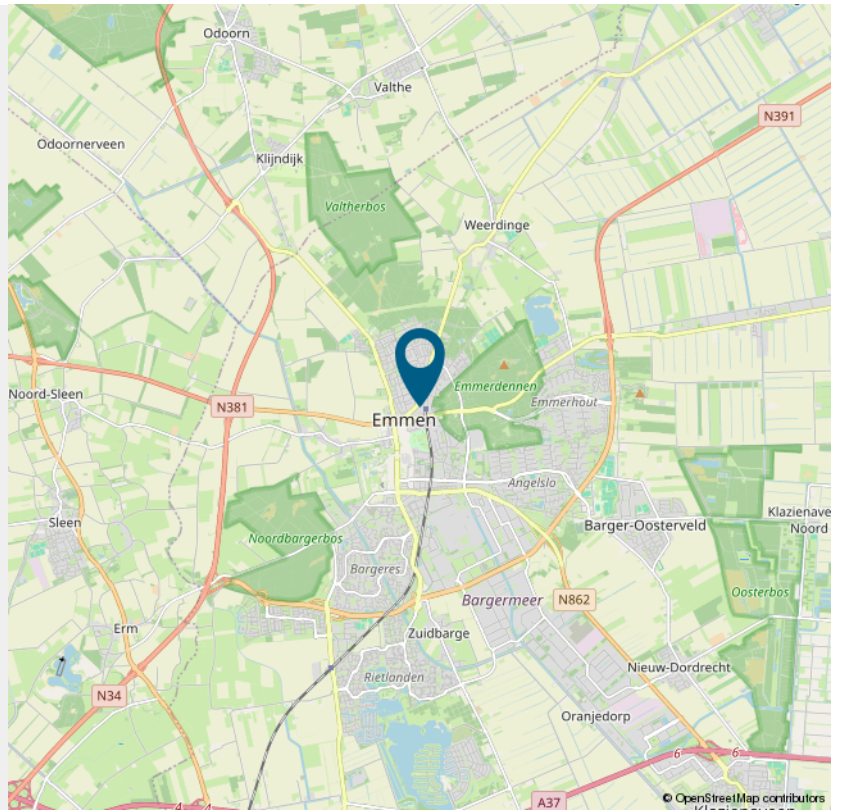 Odoorn
Valthe
N391
Odoornerveen
Klijndijk
Valtherbos
Weerdinge
Emmerdennen
Noord-Sleen
N381
Emmerhout
Emmen
Angelslo
Klazienave
Noord
Sleen
Barger-Oosterveld
Noordbargerbos
Bargeres
Oosterbos
Bargermeer
N862
Erm
Zuidbarge
Nieuw-Dordrecht
Rietlanden
N34
Oranjedorp
6
6
4
4
A37
© OpenStreetMap contributors